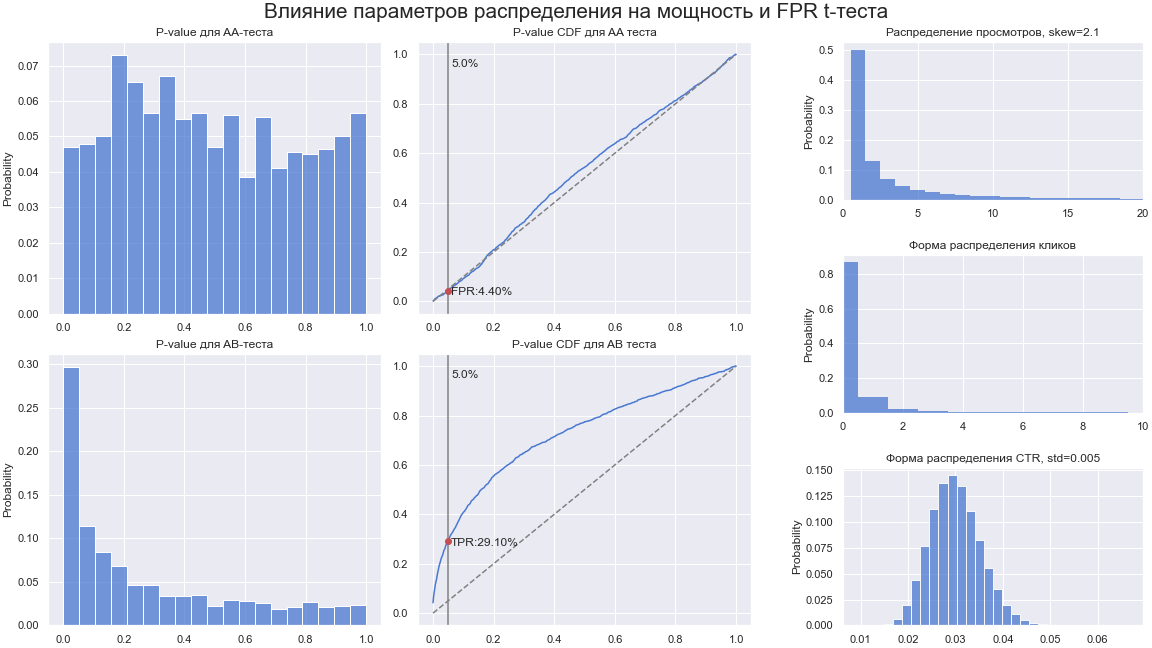 Влияние параметров распределения на мощность и FPR t-теста
P-value для AA-теста
Probability
0.07
0.06
0.05
0.04
0.03
0.02
0.01
0.00
0.0 0.2 0.4 0.6 0.8 1.0
P-value CDF для AA теста
1.0
0.8
0.6
0.4
0.2
0.0
5.0%
FPR:4.40%
0.0 0.2 0.4 0.6 0.8 1.0
Распределение просмотров, skew=2.1
Probability
0.5
0.4
0.3
0.2
0.1
0.0
0 5 10 15 20
Форма распределения кликов
Probability
0.8
0.6
0.4
0.2
0.0
0 2 4 6 8 10
P-value для AB-теста
Probability
0.30
0.25
0.20
0.15
0.10
0.05
0.00
0.0 0.2 0.4 0.6 0.8 1.0
P-value CDF для AB теста
1.0
0.8
0.6
0.4
0.2
0.0
5.0%
TPR:29.10%
0.0 0.2 0.4 0.6 0.8 1.0
Форма распределения CTR, std=0.005
Probability
0.150
0.125
0.100
0.075
0.050
0.025
0.000
0.01 0.02 0.03 0.04 0.05 0.06